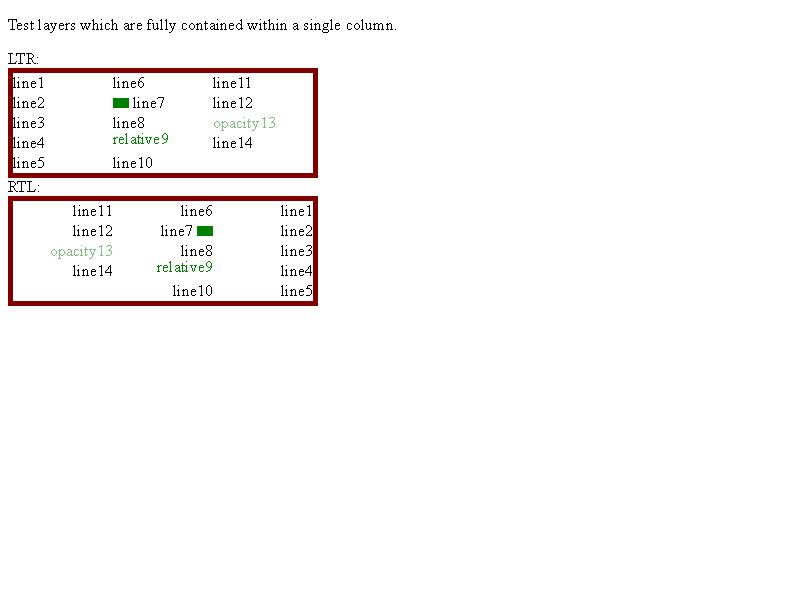 Test layers which are fully contained within a single column.
LTR:
line1
line2
line3
line4
line5
line6
line7
line8
relative9
line10
line11
line12
opacity13
line14
RTL:
line1
line2
line3
line4
line5
line6
line7
line8
relative9
line10
line11
line12
opacity13
line14